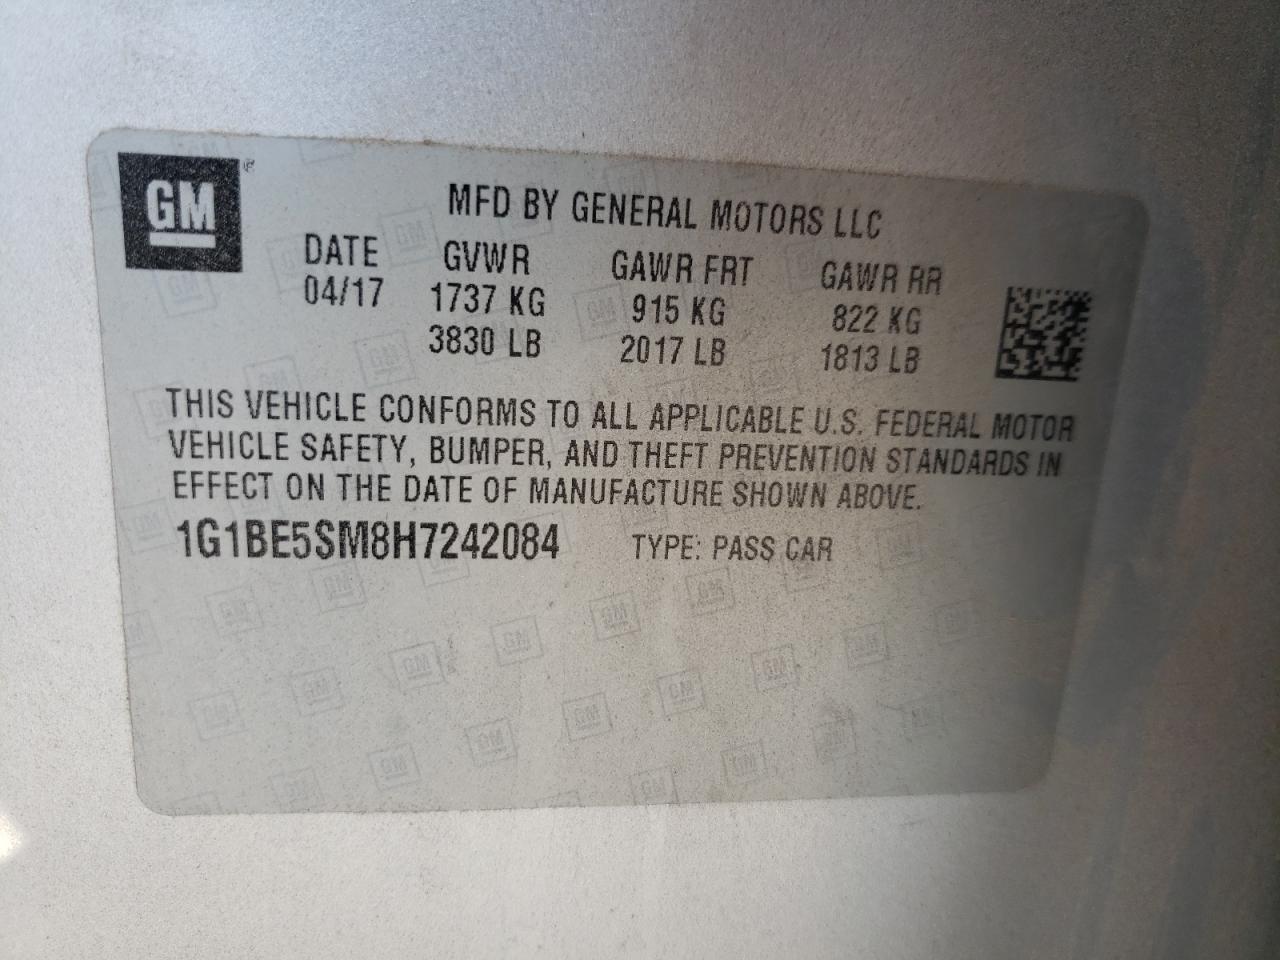 GM
MFD BY GENERAL MOTORS LLC
DATE GVWR GAWR FRT GAWR RR
04/17 1737 KG 915 KG 822 KG
3830 LB 2017 LB 1813 LB
THIS VEHICLE CONFORMS TO ALL APPLICABLE U.S. FEDERAL MOTOR
VEHICLE SAFETY, BUMPER, AND THEFT PREVENTION STANDARDS IN
EFFECT ON THE DATE OF MANUFACTURE SHOWN ABOVE.
1G1BE5SM8H7242084 TYPE: PASS CAR